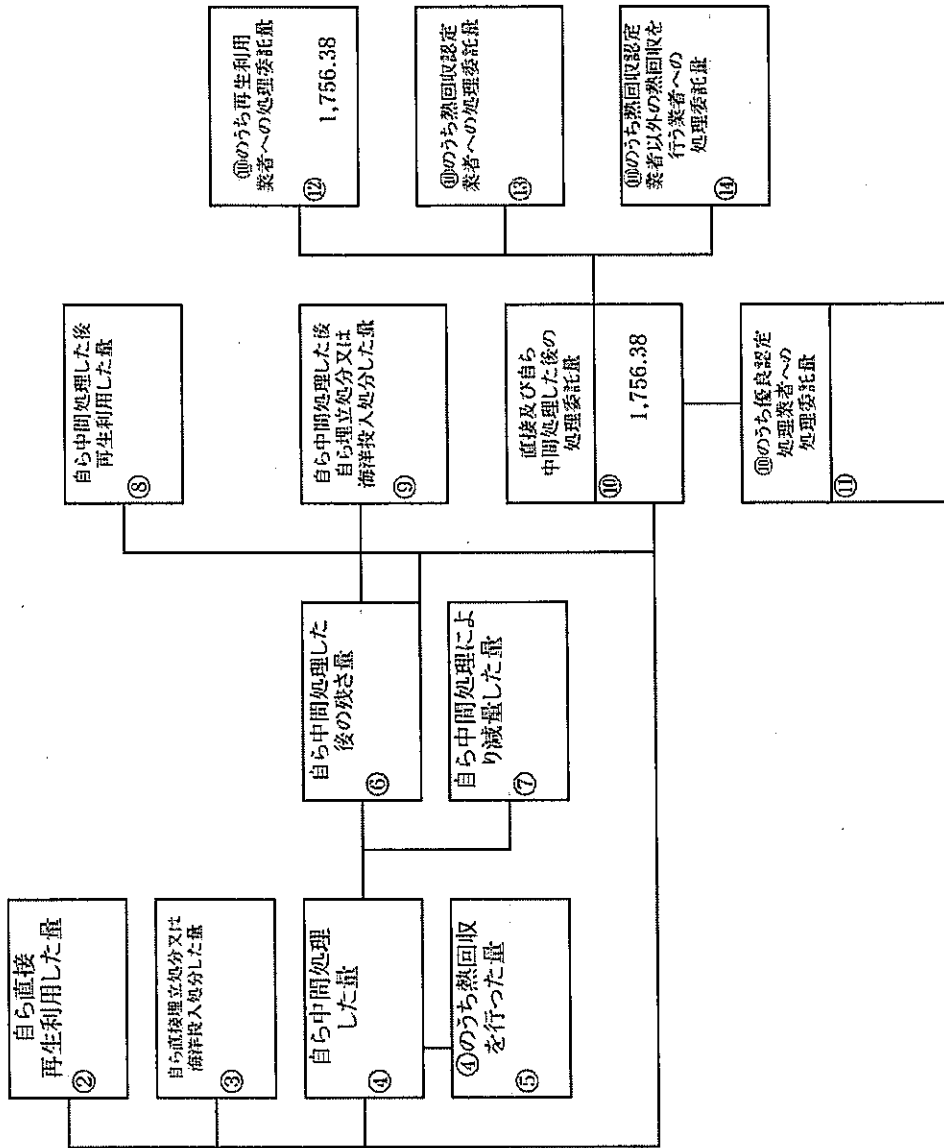 ②
自ら直接
再生利用した量
③
自ら直接埋立処分又は
海洋投入処分した量
④
自ら中間処理
した量
⑤
④のうち熱回収
を行った量
⑥
自ら中間処理した
後の残さ量
⑦
自ら中間処理によ
り減量した量
⑧
自ら中間処理した後
再生利用した量
⑨
自ら中間処理した後
自ら埋立処分又は
海洋投入処分した量
⑩
直接及び自ら
中間処理した後の
処理委託量
1,756.38
⑪
⑩のうち優良認定
処理業者への
処理委託量
⑫
⑩のうち再生利用
業者への処理委託量
1,756.38
⑬
⑩のうち熱回収認定
業者への処理委託量
⑭
⑩のうち熱回収認定
業者以外の熱回収を
行う業者への
処理委託量